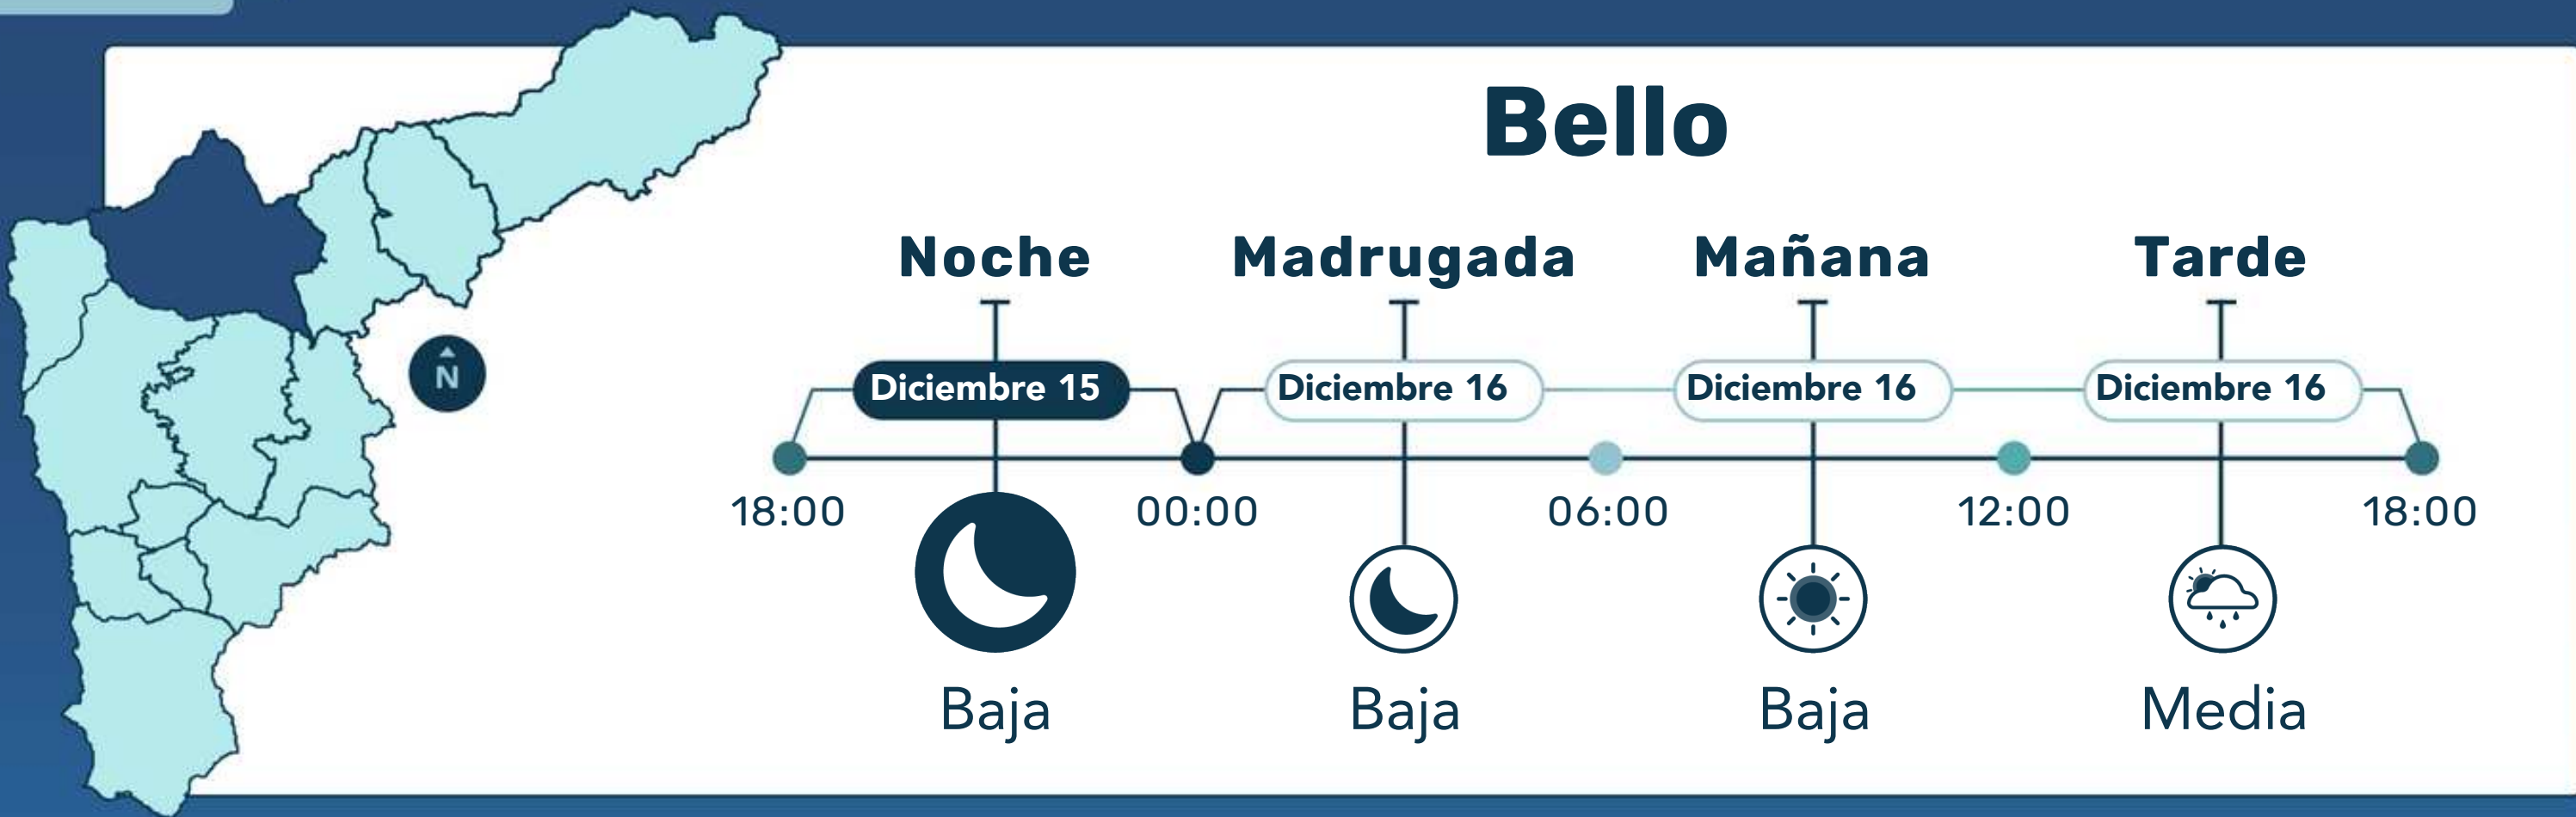 Bello
Noche Madrugada Mañana Tarde
Diciembre 15 Diciembre 16 Diciembre 16 Diciembre 16
N
18:00 00:00 06:00 12:00 18:00
Baja Baja Baja Media